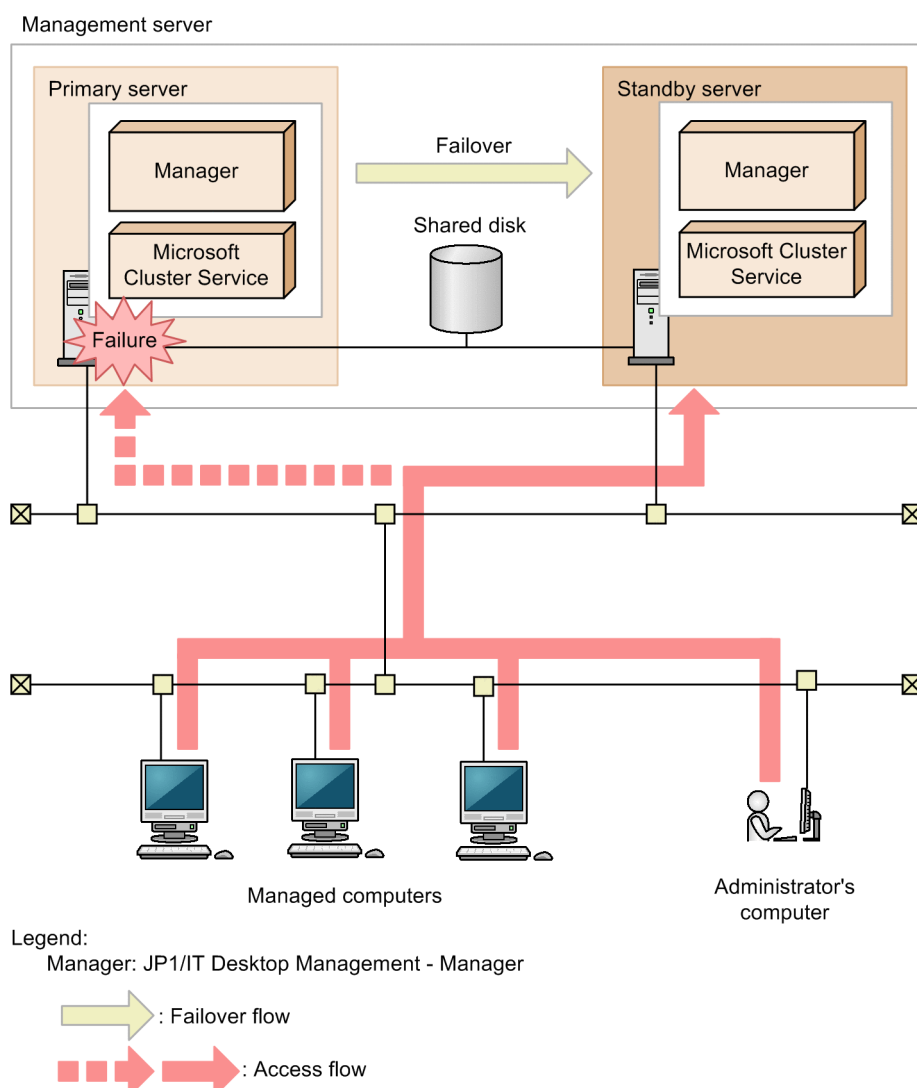 Management server
Primary server
Standby server
Manager
Failover
Manager
Shared disk
Microsoft
Cluster Service
Microsoft Cluster
Service
Failure
Managed computers
Administrator's
computer
Legend:
Manager: JP1/IT Desktop Management - Manager
: Failover flow
: Access flow